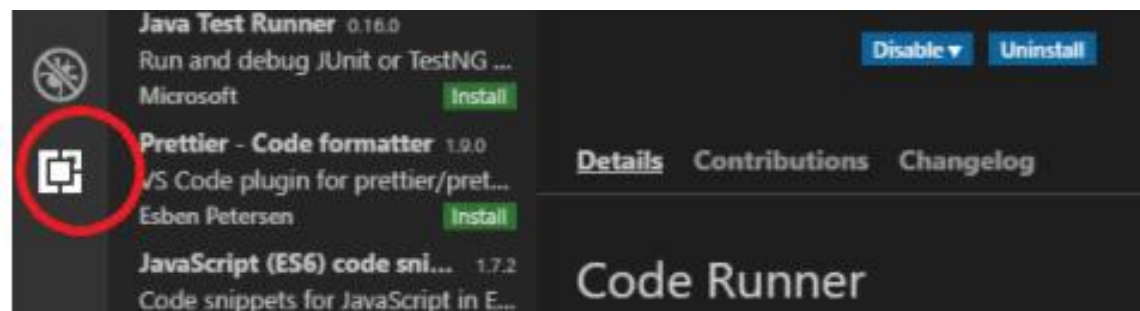 Java Test Runner 0.16.0
Run and debug JUnit or TestNG ...
Microsoft Install
Prettier - Code formatter 1.9.0
VS Code plugin for prettier/pret...
Esben Petersen Install
JavaScript (ES6) code sni... 1.7.2
Code snippets for JavaScript in E...
Disable Uninstall
Details Contributions Changelog
Code Runner